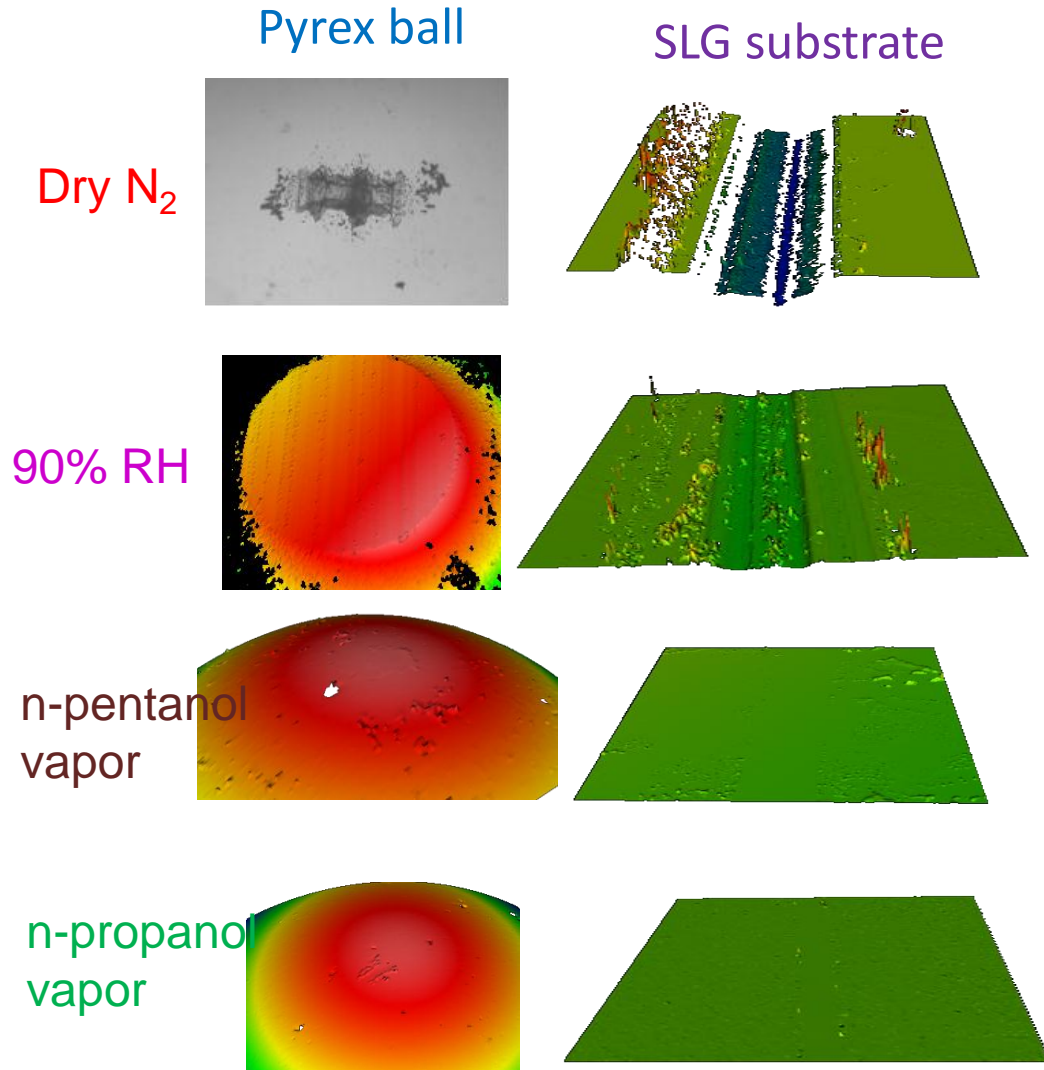 Pyrex ball
SLG substrate
Dry N₂
90% RH
n-pentanol
vapor
n-propanol
vapor